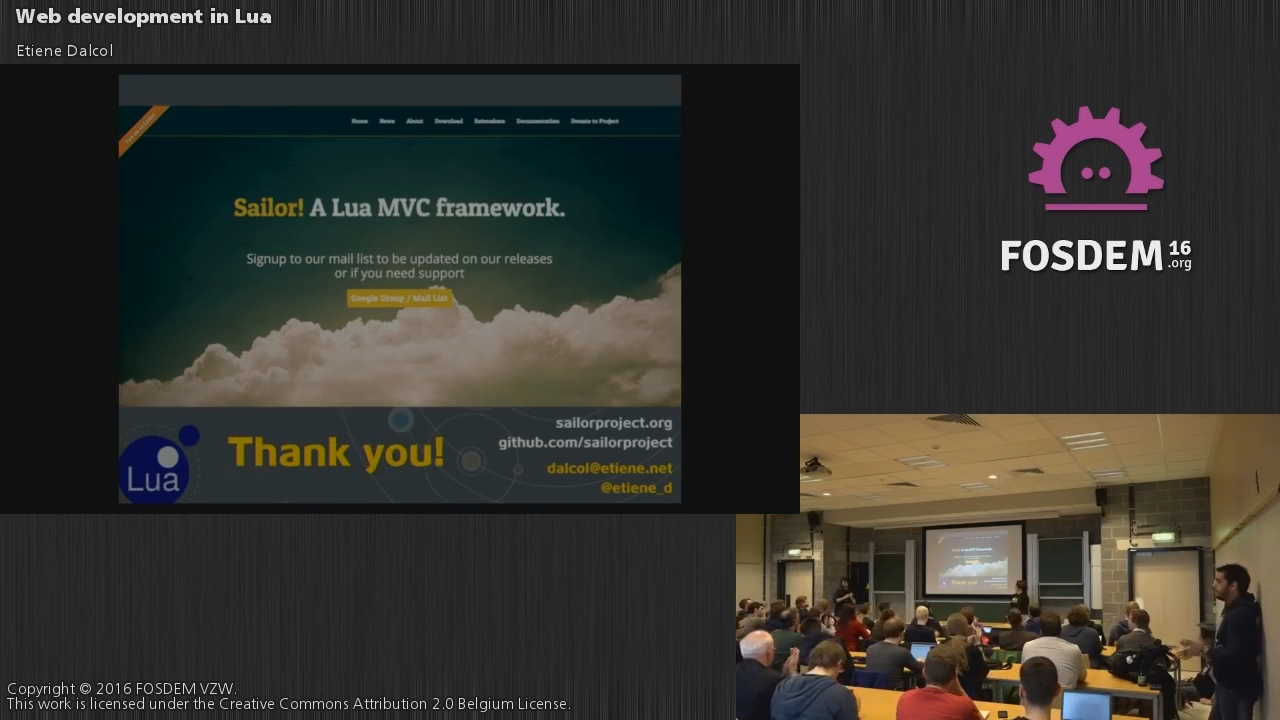 Web development in Lua
Etiene Dalcol
Home News About Download Extensions Documentation Donate to Project
Sailor! A Lua MVC framework.
Signup to our mail list to be updated on our releases
or if you need support
Google Group / Mail List
Thank you!
Lua
sailorproject.org
github.com/sailorproject
dalcol@etiene.net
@etiene_d
FOSDEM 16
.org
Thank you!
Copyright © 2016 FOSDEM VZW.
This work is licensed under the Creative Commons Attribution 2.0 Belgium License.